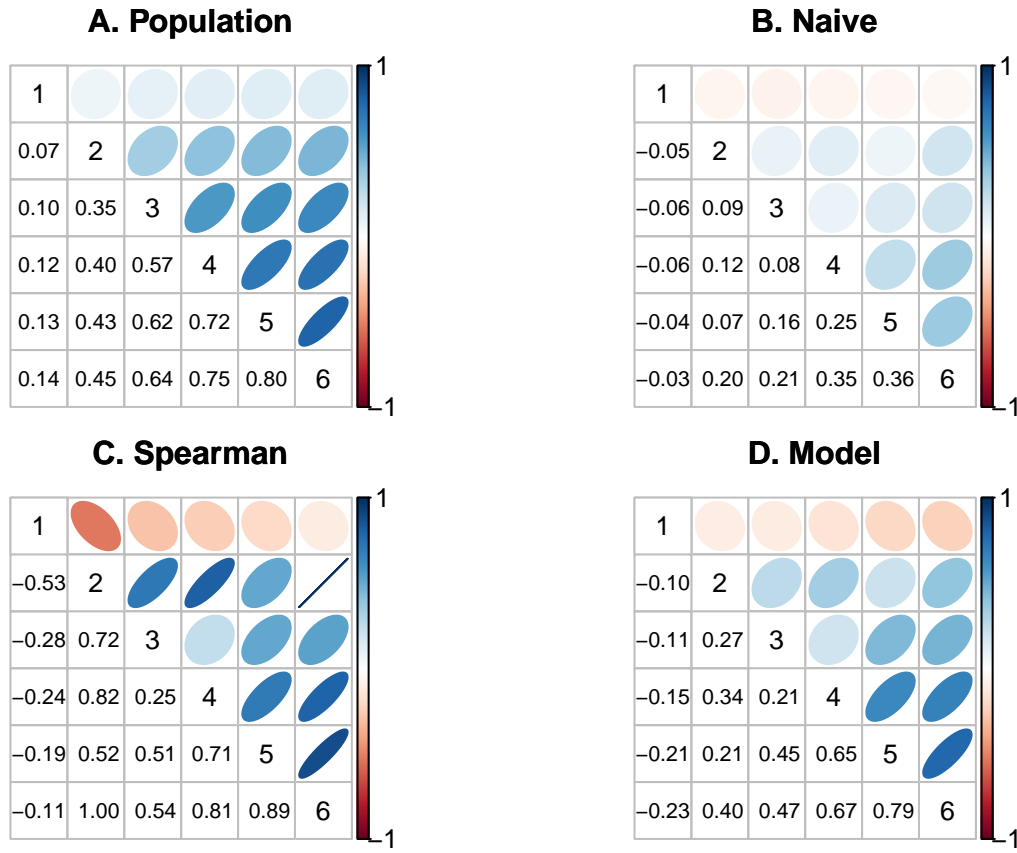 A. Population
1
1
0.07 2
0.10 0.35 3
0.12 0.40 0.57 4
0.13 0.43 0.62 0.72 5
0.14 0.45 0.64 0.75 0.80 6
−1
B. Naive
1
1
−0.05 2
−0.06 0.09 3
−0.06 0.12 0.08 4
−0.04 0.07 0.16 0.25 5
−0.03 0.20 0.21 0.35 0.36 6
−1
C. Spearman
1
1
−0.53 2
−0.28 0.72 3
−0.24 0.82 0.25 4
−0.19 0.52 0.51 0.71 5
−0.11 1.00 0.54 0.81 0.89 6
−1
D. Model
1
1
−0.10 2
−0.11 0.27 3
−0.15 0.34 0.21 4
−0.21 0.21 0.45 0.65 5
−0.23 0.40 0.47 0.67 0.79 6
−1